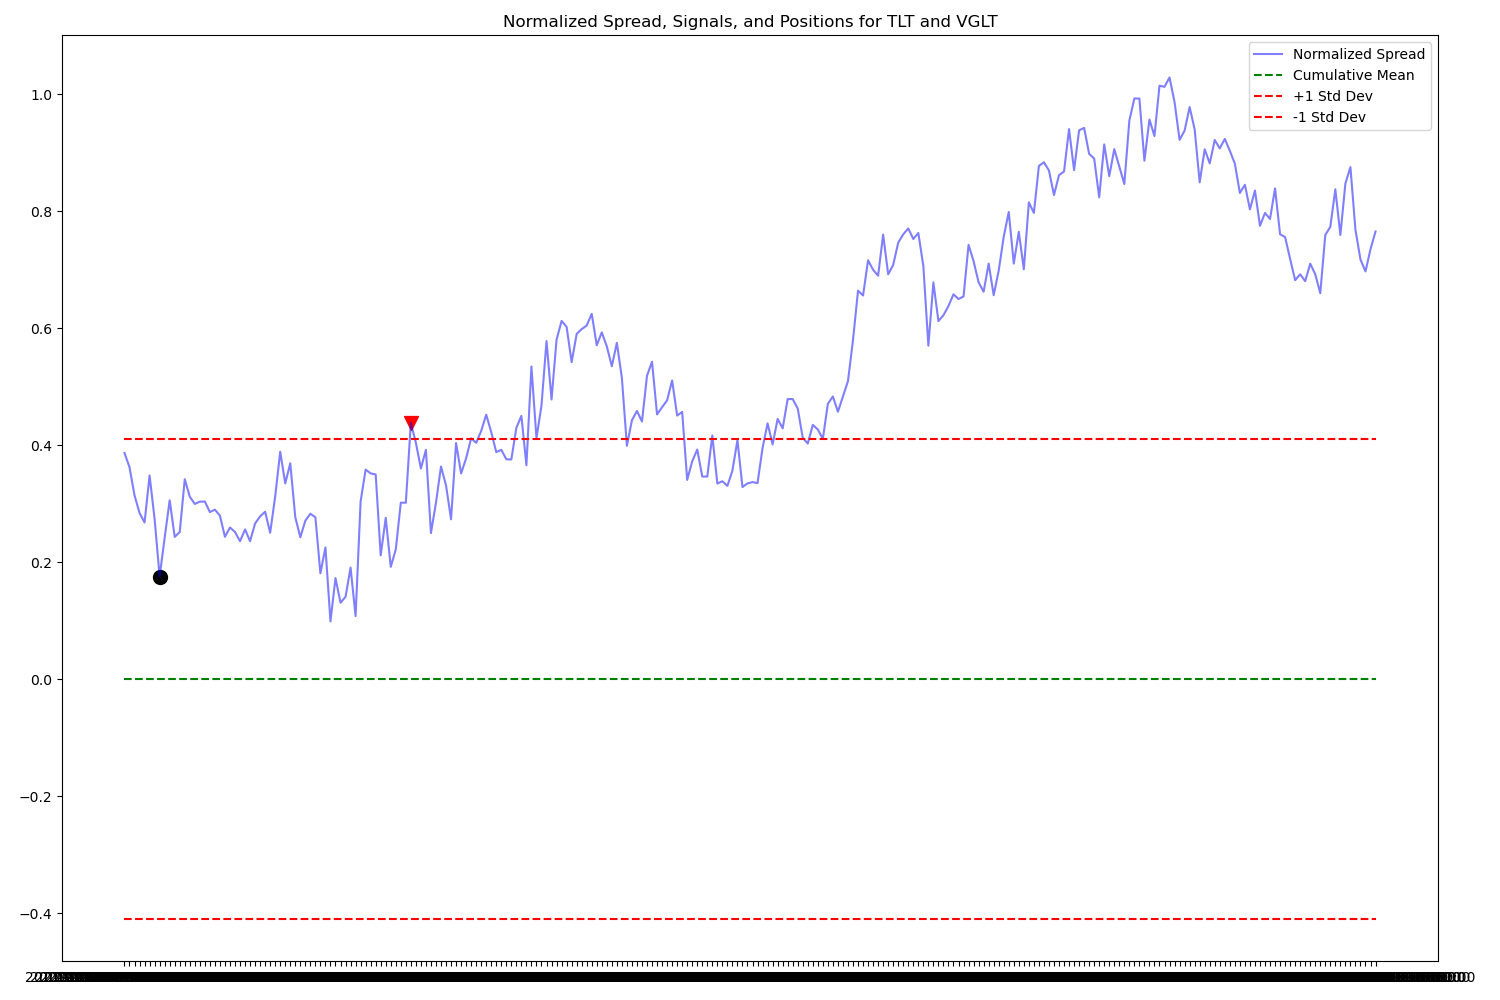 Normalized Spread, Signals, and Positions for TLT and VGLT
Normalized Spread
Cumulative Mean
+1 Std Dev
-1 Std Dev
1.0
0.8
0.6
0.4
0.2
0.0
−0.2
−0.4